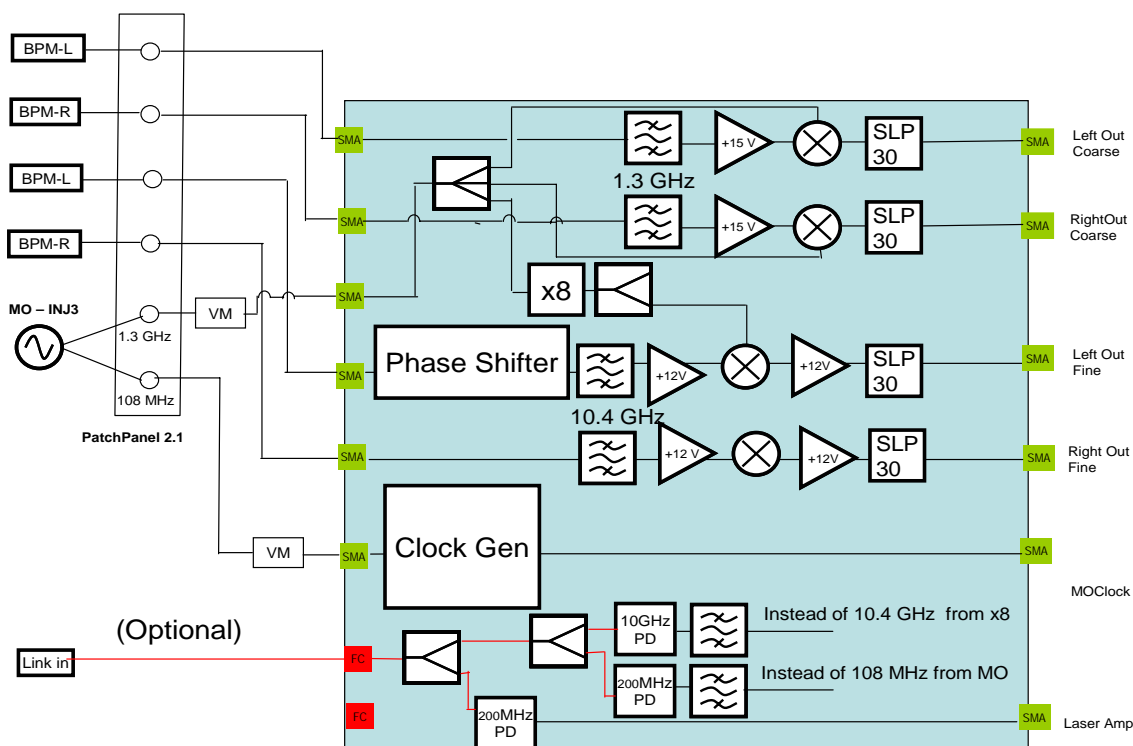 BPM-L
BPM-R
BPM-L
BPM-R
MO – INJ3
1.3 GHz
108 MHz
PatchPanel 2.1
VM
VM
(Optional)
Link in
SMA
SMA
SMA
SMA
SMA
SMA
FC
FC
+15 V
SLP
30
SMA
Left Out
Coarse
1.3 GHz
+15 V
SLP
30
SMA
RightOut
Coarse
x8
Phase Shifter
+12V
+12V
SLP
30
SMA
Left Out
Fine
10.4 GHz
+12 V
+12V
SLP
30
SMA
Right Out
Fine
Clock Gen
SMA
MOClock
10GHz
PD
Instead of 10.4 GHz from x8
200MHz
PD
Instead of 108 MHz from MO
200MHz
PD
SMA
Laser Amp